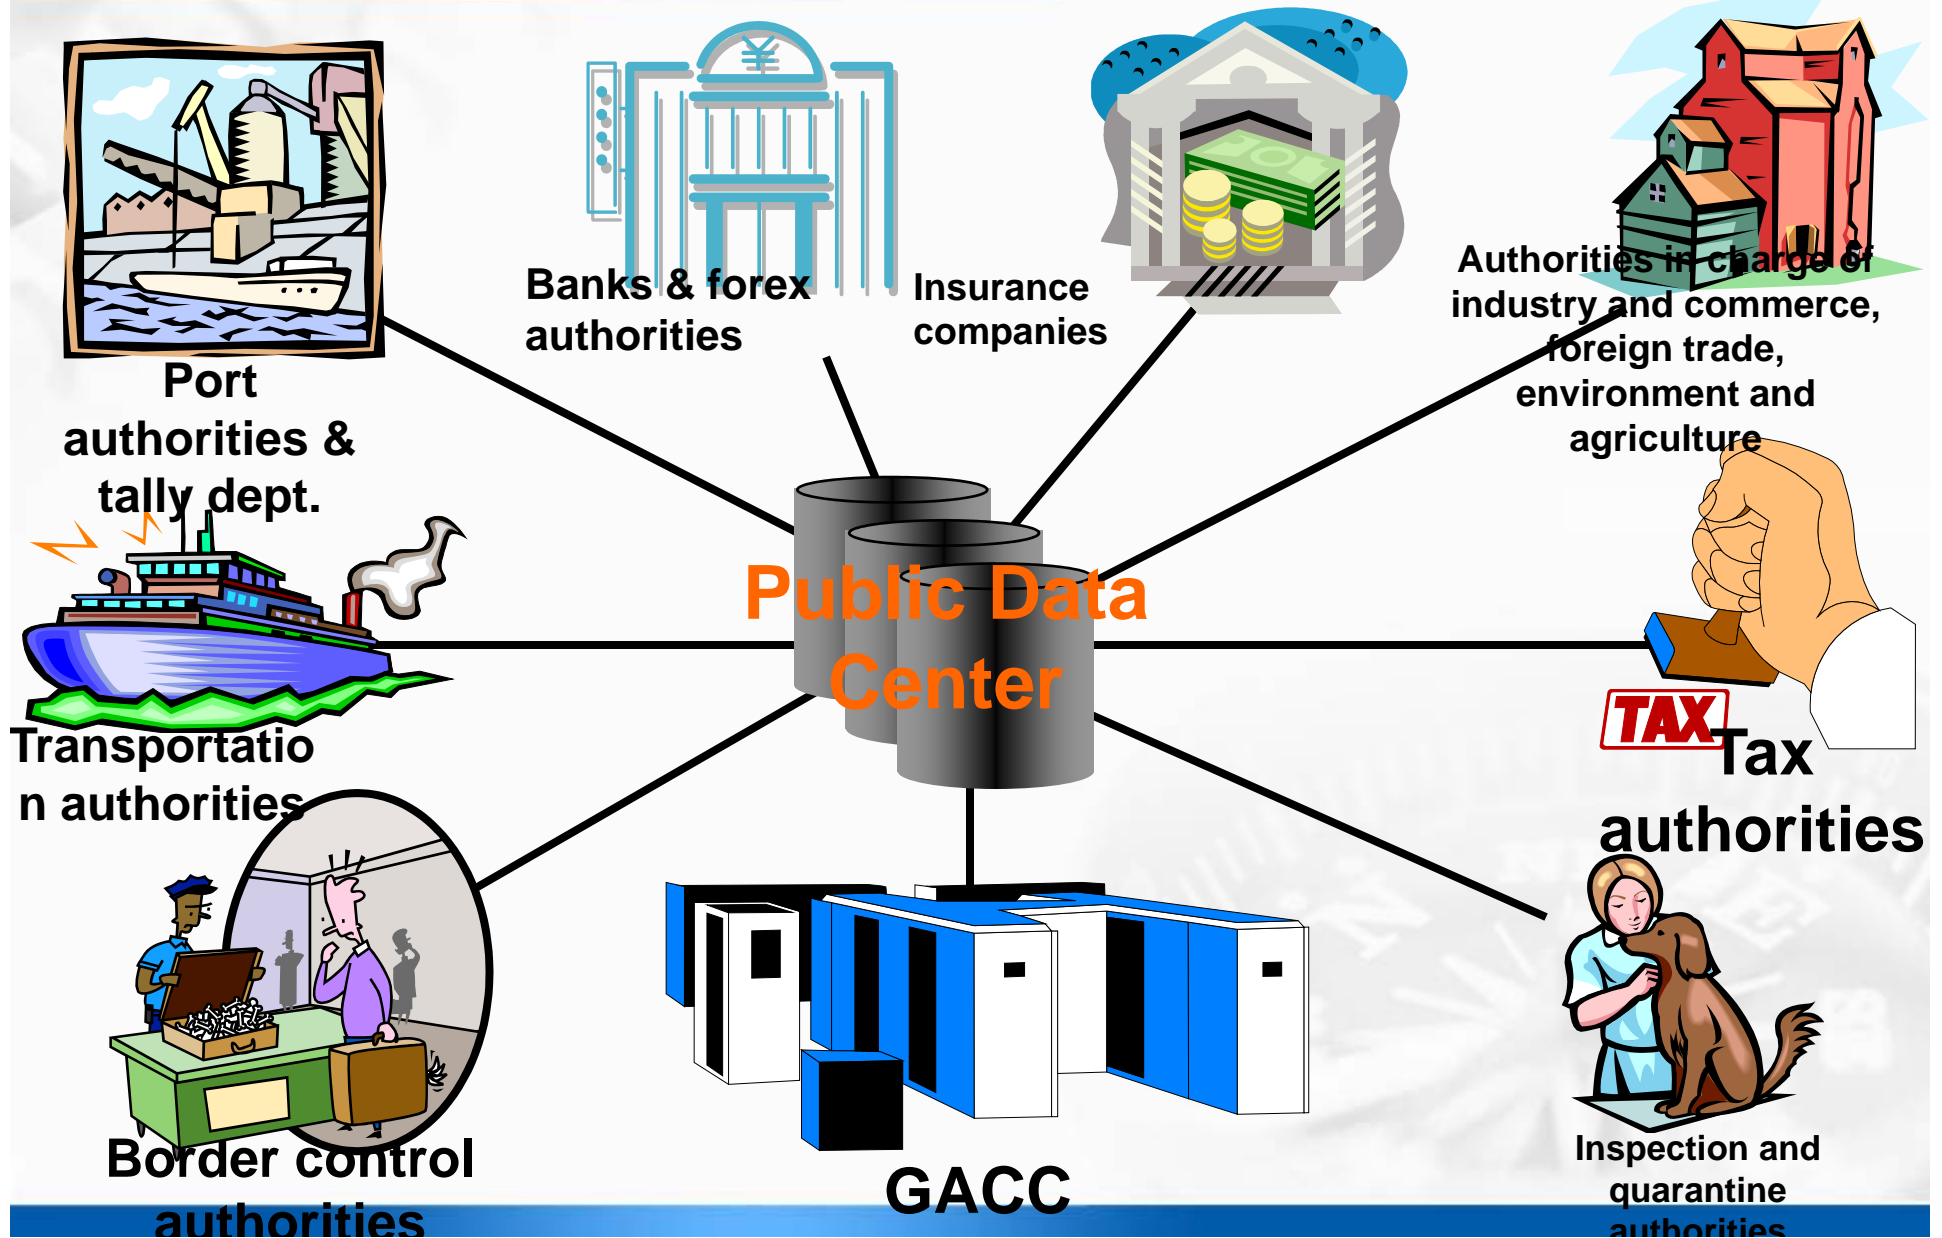 ¥
Banks & forex
authorities
Insurance
companies
Authorities in charge of
industry and commerce,
foreign trade,
environment and
agriculture
Port
authorities &
tally dept.
Public Data
Center
Transportatio
n authorities
TAX
Tax
authorities
Border control
authorities
GACC
Inspection and
quarantine
authorities